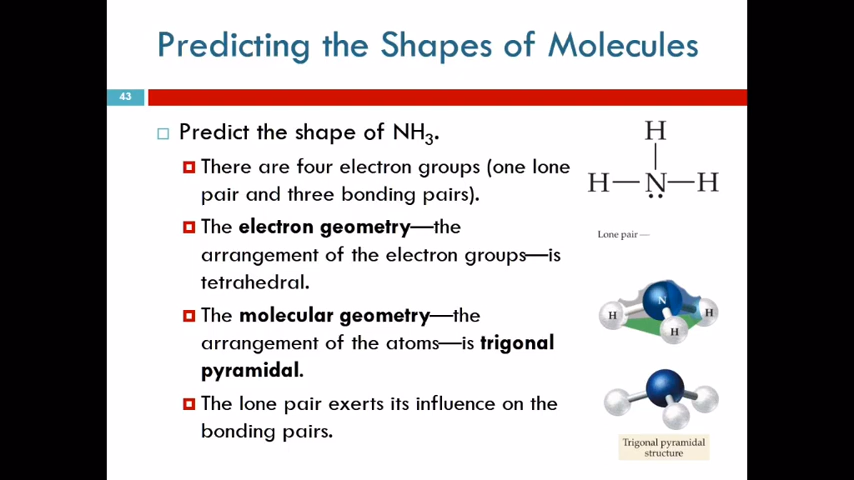 Predicting the Shapes of Molecules
43
Predict the shape of NH3.
There are four electron groups (one lone
pair and three bonding pairs).
The electron geometry—the
arrangement of the electron groups—is
tetrahedral.
The molecular geometry—the
arrangement of the atoms—is trigonal
pyramidal.
The lone pair exerts its influence on the
bonding pairs.
H
H—N—H
Lone pair —
N
H
H
H
Trigonal pyramidal
structure